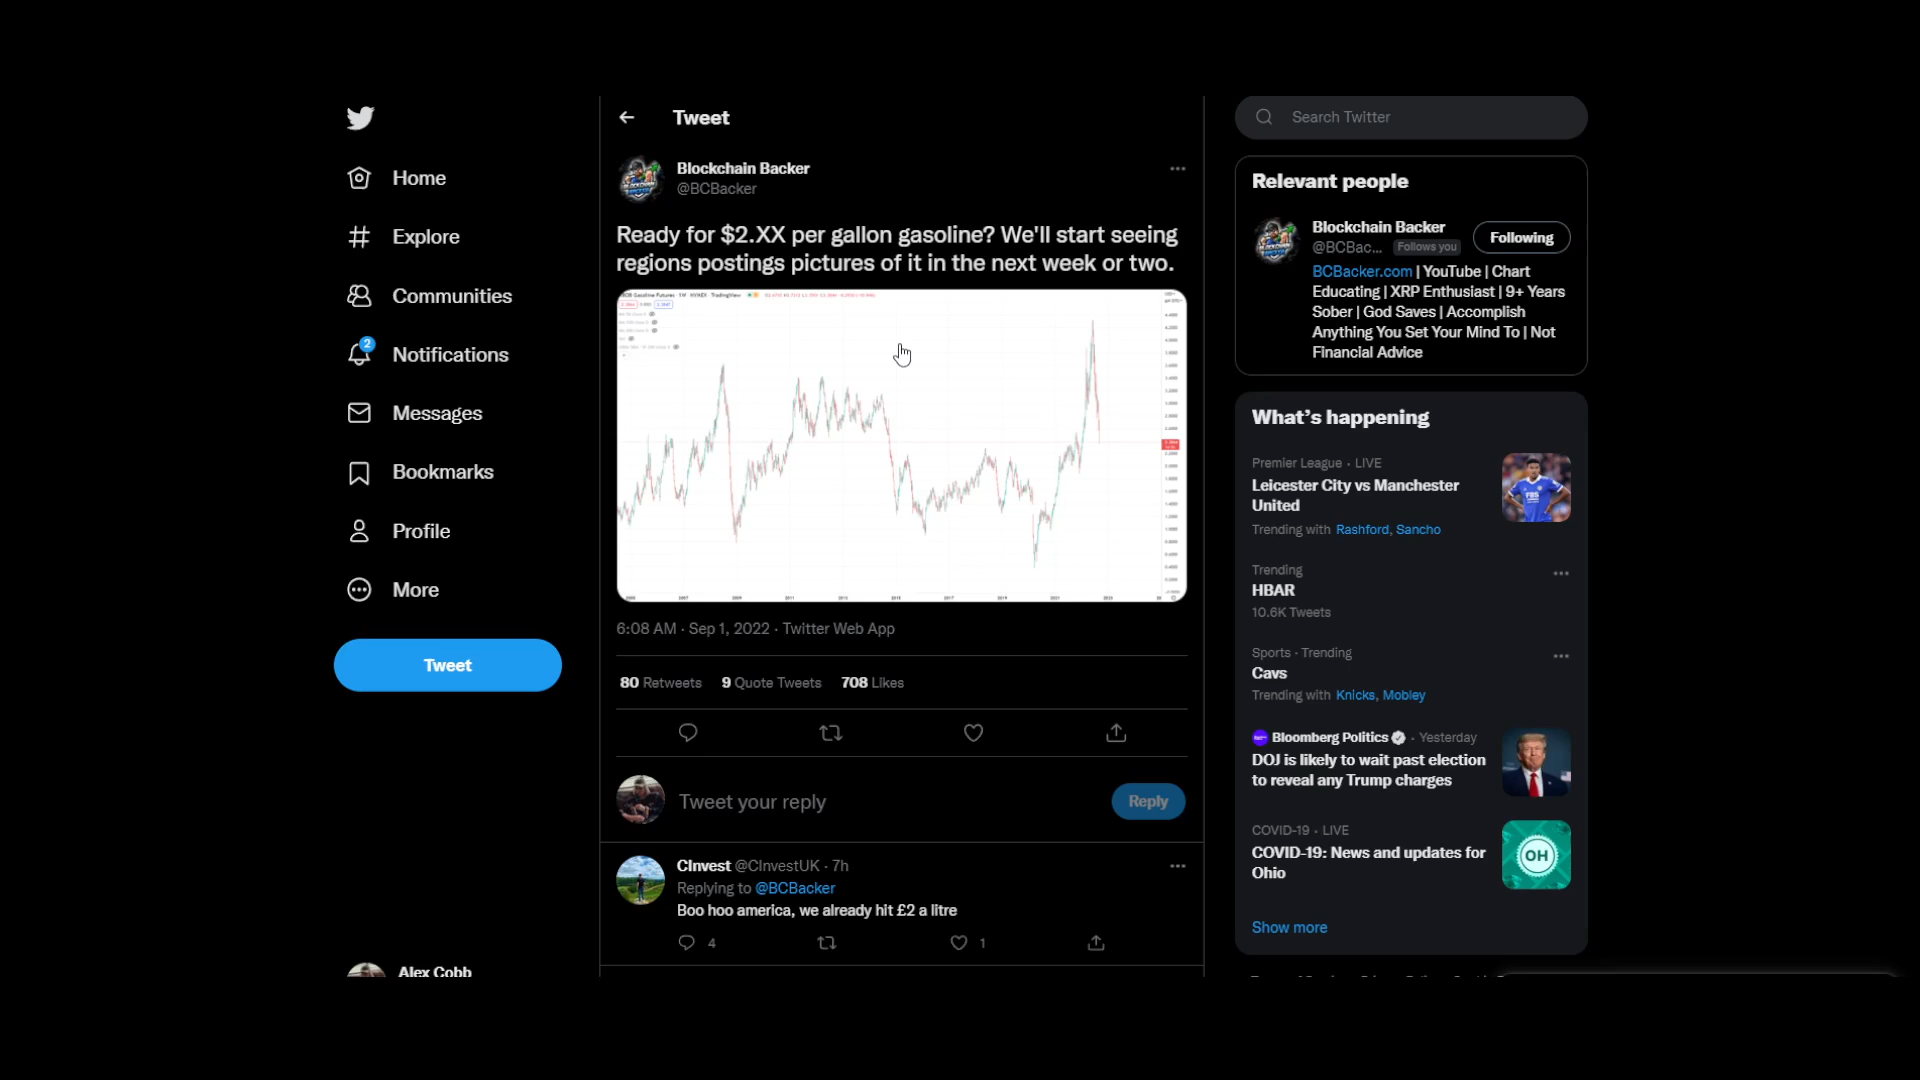 Tweet
Search Twitter
Home
Explore
Communities
2
Notifications
Messages
Bookmarks
Profile
More
Tweet
Alex Cobb
Blockchain Backer
@BCBacker
Ready for $2.XX per gallon gasoline? We'll start seeing
regions postings pictures of it in the next week or two.
6:08 AM · Sep 1, 2022 · Twitter Web App
80 Retweets 9 Quote Tweets 708 Likes
Tweet your reply
Reply
CInvest @CInvestUK · 7h
Replying to @BCBacker
Boo hoo america, we already hit £2 a litre
4 1
Relevant people
Blockchain Backer
@BCBac... Follows you
Following
BCBacker.com | YouTube | Chart
Educating | XRP Enthusiast | 9+ Years
Sober | God Saves | Accomplish
Anything You Set Your Mind To | Not
Financial Advice
What's happening
Premier League · LIVE
Leicester City vs Manchester
United
Trending with Rashford, Sancho
Trending
HBAR
10.6K Tweets
Sports · Trending
Cavs
Trending with Knicks, Mobley
Bloomberg Politics · Yesterday
DOJ is likely to wait past election
to reveal any Trump charges
COVID-19 · LIVE
COVID-19: News and updates for
Ohio
OH
Show more